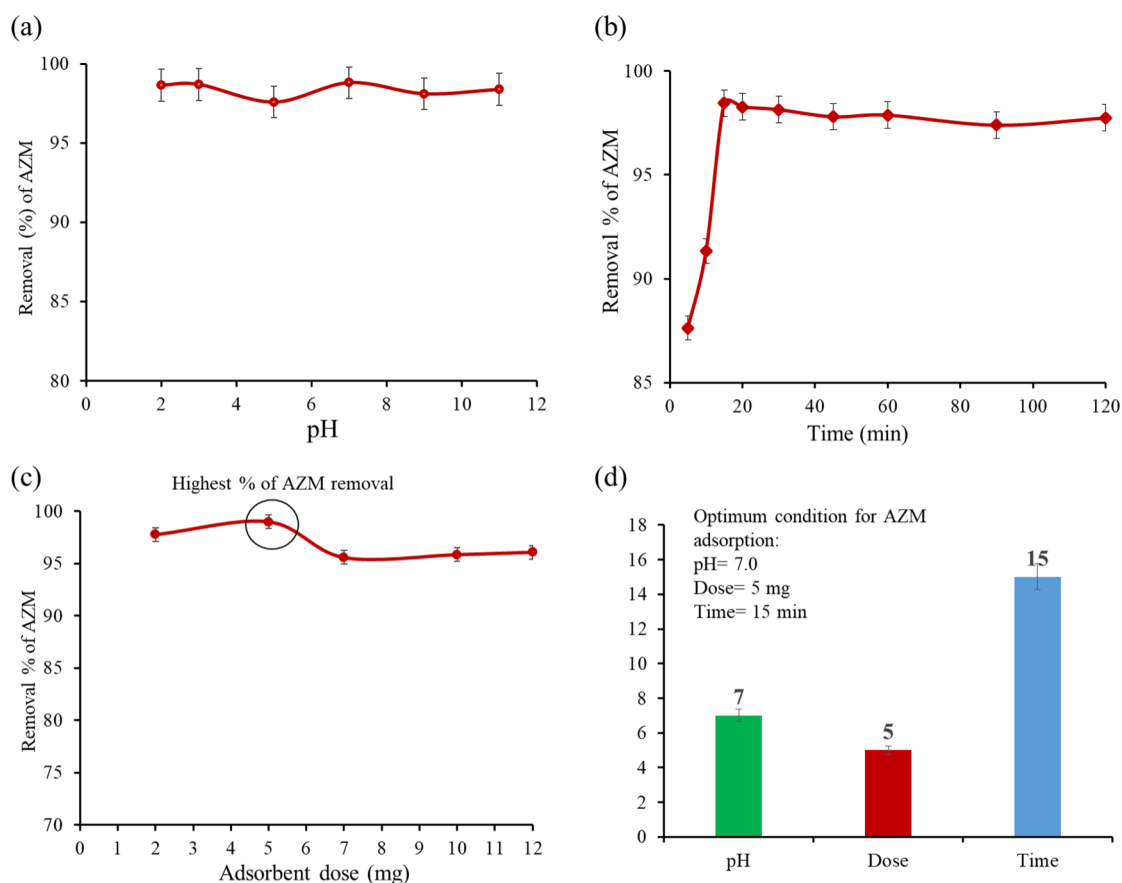 (a)
100
95
90
85
80
0
2
4
6
8
10
12
Removal (%) of AZM
pH
(b)
100
95
90
85
0
20
40
60
80
100
120
Removal % of AZM
Time (min)
(c)
Highest % of AZM removal
100
95
90
85
80
75
70
0
1
2
3
4
5
6
7
8
9
10
11
12
Removal % of AZM
Adsorbent dose (mg)
(d)
Optimum condition for AZM
adsorption:
pH= 7.0
Dose= 5 mg
Time= 15 min
18
16
14
12
10
8
6
4
2
0
7
5
15
pH
Dose
Time